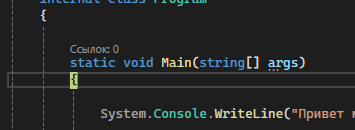 internal class Program
{
Ссылок: 0
static void Main(string[] args)
{
System.Console.WriteLine("Привет